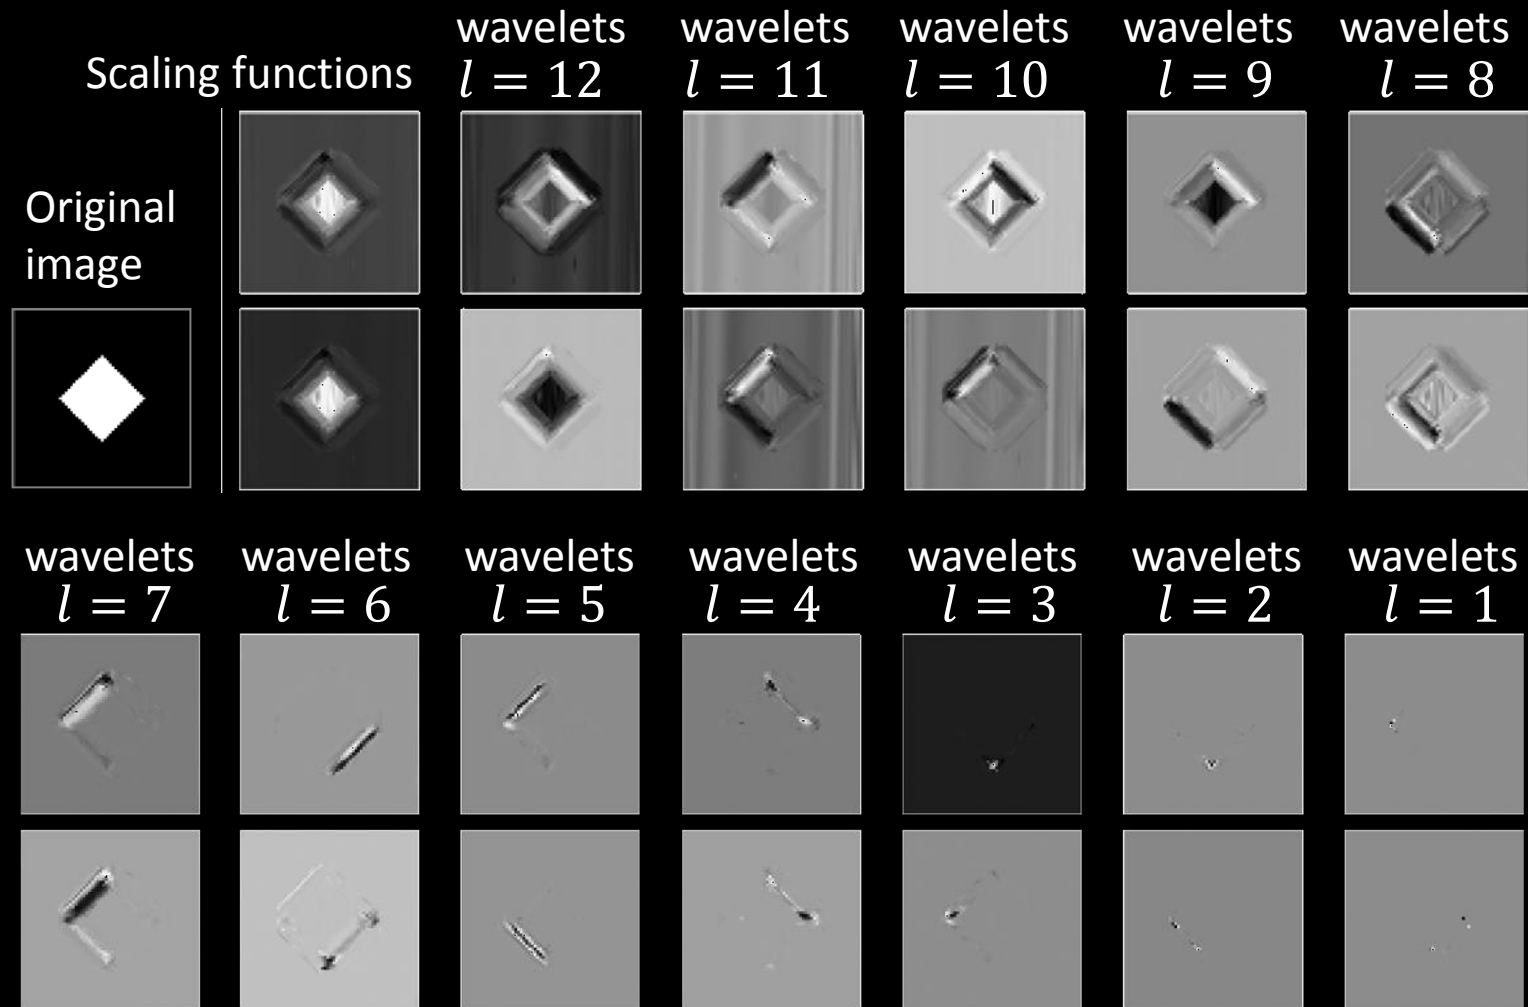 Scaling functions
wavelets
l = 12
wavelets
l = 11
wavelets
l = 10
wavelets
l = 9
wavelets
l = 8
Original
image
wavelets
l = 7
wavelets
l = 6
wavelets
l = 5
wavelets
l = 4
wavelets
l = 3
wavelets
l = 2
wavelets
l = 1